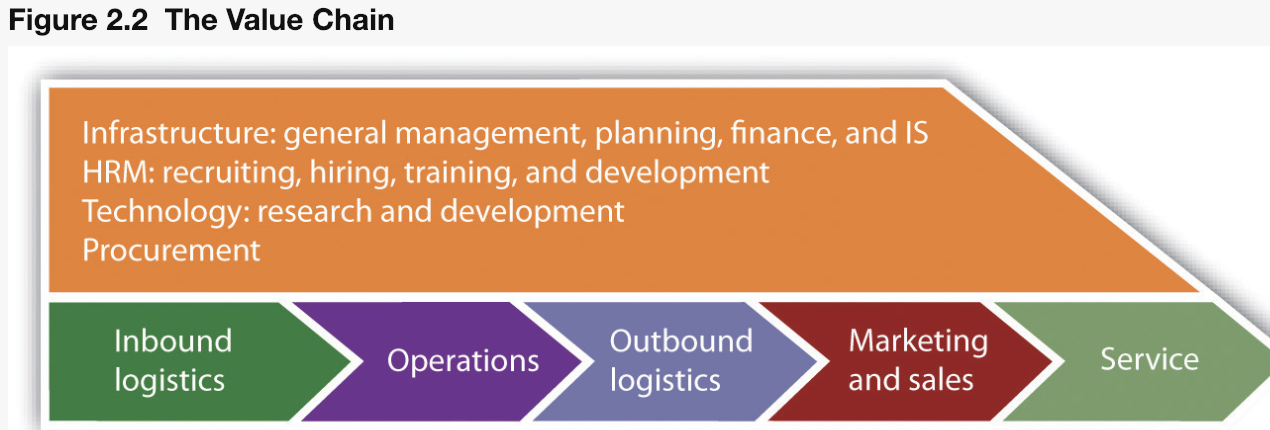 Figure 2.2 The Value Chain
Infrastructure: general management, planning, finance, and IS
HRM: recruiting, hiring, training, and development
Technology: research and development
Procurement
Inbound
logistics
Operations
Outbound
logistics
Marketing
and sales
Service